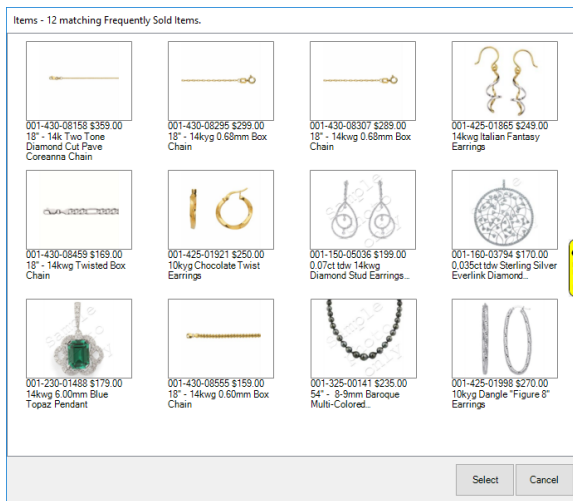 Items - 12 matching Frequently Sold Items.
001-430-08158 $359.00
18" - 14k Two Tone
Diamond Cut Pave
Coreanna Chain
001-430-08295 $299.00
18" - 14kyg 0.68mm Box
Chain
001-430-08307 $289.00
18" - 14kwg 0.68mm Box
Chain
001-425-01865 $249.00
14kwg Italian Fantasy
Earrings
001-430-08459 $169.00
18" - 14kwg Twisted Box
Chain
001-425-01921 $250.00
10kyg Chocolate Twist
Earrings
001-150-05036 $199.00
0.07ct tdw 14kwg
Diamond Stud Earrings...
001-160-03794 $170.00
0.035ct tdw Sterling Silver
Everlink Diamond...
001-230-01488 $179.00
14kwg 6.00mm Blue
Topaz Pendant
001-430-08555 $159.00
18" - 14kwg 0.60mm Box
Chain
001-325-00141 $235.00
54" - 8-9mm Baroque
Multi-Colored...
001-425-01998 $270.00
10kyg Dangle "Figure 8"
Earrings
Select
Cancel